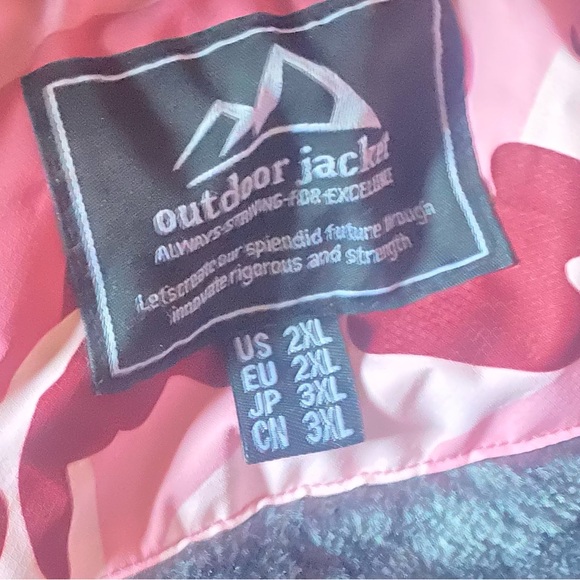 outdoor jacket
ALWAYS-STRIVING-FOR-EXCELLENCE
Let'screate our splendid future through
innovate rigorous and strength
US 2XL
EU 2XL
JP 3XL
CN 3XL